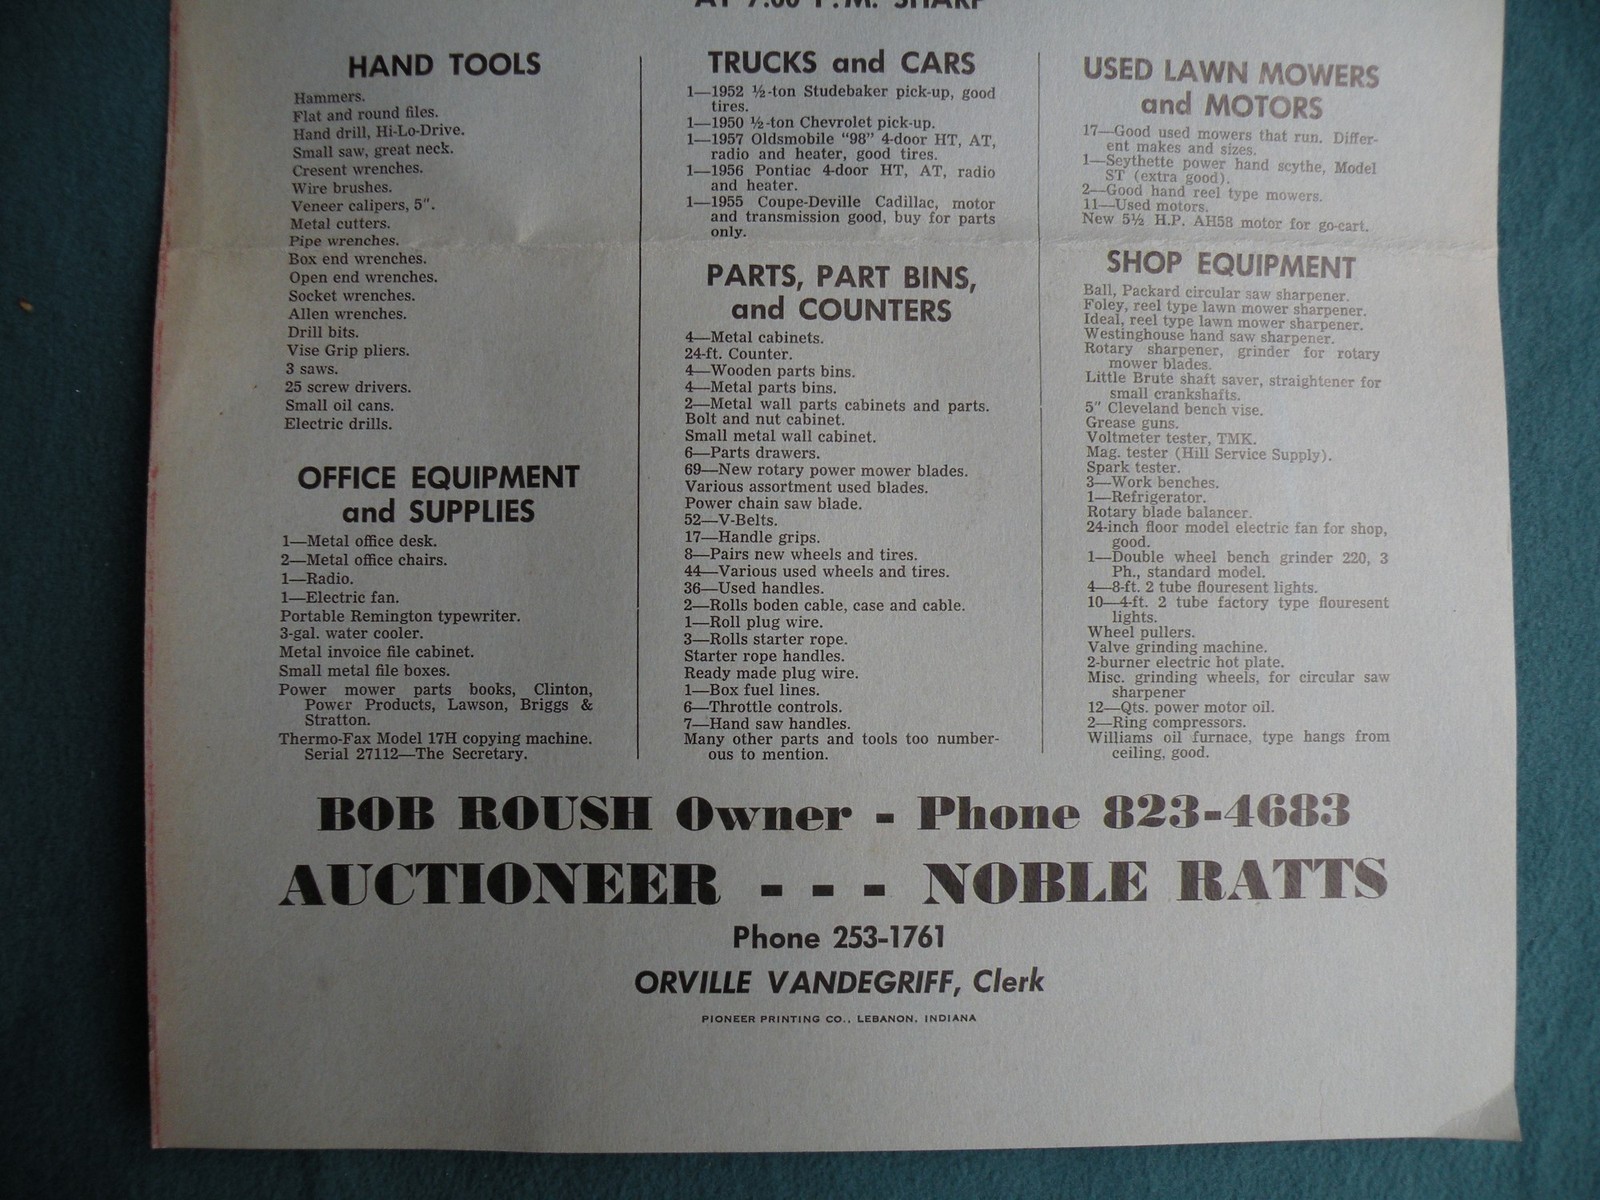 AT 7:00 P.M. SHARP
HAND TOOLS
Hammers.
Flat and round files.
Hand drill, Hi-Lo-Drive.
Small saw, great neck.
Cresent wrenches.
Wire brushes.
Veneer calipers, 5".
Metal cutters.
Pipe wrenches.
Box end wrenches.
Open end wrenches.
Socket wrenches.
Allen wrenches.
Drill bits.
Vise Grip pliers.
3 saws.
25 screw drivers.
Small oil cans.
Electric drills.
OFFICE EQUIPMENT
and SUPPLIES
1—Metal office desk.
2—Metal office chairs.
1—Radio.
1—Electric fan.
Portable Remington typewriter.
3-gal. water cooler.
Metal invoice file cabinet.
Small metal file boxes.
Power mower parts books, Clinton,
Power Products, Lawson, Briggs &
Stratton.
Thermo-Fax Model 17H copying machine.
Serial 27112—The Secretary.
TRUCKS and CARS
1—1952 ½-ton Studebaker pick-up, good
tires.
1—1950 ½-ton Chevrolet pick-up.
1—1957 Oldsmobile "98" 4-door HT, AT,
radio and heater, good tires.
1—1956 Pontiac 4-door HT, AT, radio
and heater.
1—1955 Coupe-Deville Cadillac, motor
and transmission good, buy for parts
only.
PARTS, PART BINS,
and COUNTERS
4—Metal cabinets.
24-ft. Counter.
4—Wooden parts bins.
4—Metal parts bins.
2—Metal wall parts cabinets and parts.
Bolt and nut cabinet.
Small metal wall cabinet.
6—Parts drawers.
69—New rotary power mower blades.
Various assortment used blades.
Power chain saw blade.
52—V-Belts.
17—Handle grips.
8—Pairs new wheels and tires.
44—Various used wheels and tires.
36—Used handles.
2—Rolls boden cable, case and cable.
1—Roll plug wire.
3—Rolls starter rope.
Starter rope handles.
Ready made plug wire.
1—Box fuel lines.
6—Throttle controls.
7—Hand saw handles.
Many other parts and tools too number-
ous to mention.
USED LAWN MOWERS
and MOTORS
17—Good used mowers that run. Differ-
ent makes and sizes.
1—Scythette power hand scythe, Model
ST (extra good).
2—Good hand reel type mowers.
11—Used motors.
New 5½ H.P. AH58 motor for go-cart.
SHOP EQUIPMENT
Ball, Packard circular saw sharpener.
Foley, reel type lawn mower sharpener.
Ideal, reel type lawn mower sharpener.
Westinghouse hand saw sharpener.
Rotary sharpener, grinder for rotary
mower blades.
Little Brute shaft saver, straightener for
small crankshafts.
5" Cleveland bench vise.
Grease guns.
Voltmeter tester, TMK.
Mag. tester (Hill Service Supply).
Spark tester.
3—Work benches.
1—Refrigerator.
Rotary blade balancer.
24-inch floor model electric fan for shop,
good.
1—Double wheel bench grinder 220, 3
Ph., standard model.
4—8-ft. 2 tube flouresent lights.
10—4-ft. 2 tube factory type flouresent
lights.
Wheel pullers.
Valve grinding machine.
2-burner electric hot plate.
Misc. grinding wheels, for circular saw
sharpener
12—Qts. power motor oil.
2—Ring compressors.
Williams oil furnace, type hangs from
ceiling, good.
BOB ROUSH Owner - Phone 823-4683
AUCTIONEER - - - NOBLE RATTS
Phone 253-1761
ORVILLE VANDEGRIFF, Clerk
PIONEER PRINTING CO., LEBANON, INDIANA